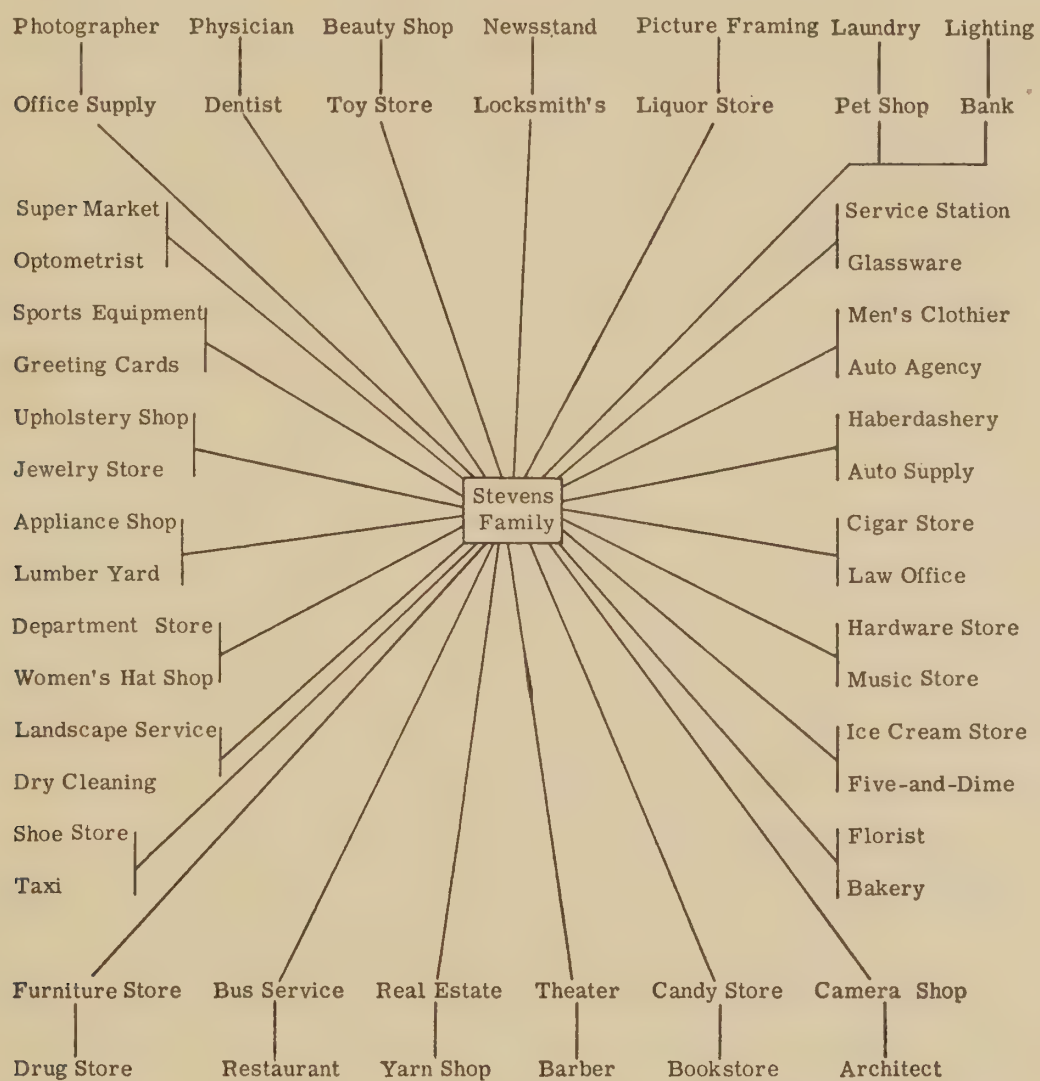 Photographer Physician Beauty Shop Newsstand Picture Framing Laundry Lighting
Office Supply Dentist Toy Store Locksmith's Liquor Store Pet Shop Bank
Super Market Service Station
Optometrist Glassware
Sports Equipment Men's Clothier
Greeting Cards Auto Agency
Upholstery Shop Haberdashery
Jewelry Store Auto Supply
Stevens
Family
Appliance Shop Cigar Store
Lumber Yard Law Office
Department Store Hardware Store
Women's Hat Shop Music Store
Landscape Service Ice Cream Store
Dry Cleaning Five-and-Dime
Shoe Store Florist
Taxi Bakery
Furniture Store Bus Service Real Estate Theater Candy Store Camera Shop
Drug Store Restaurant Yarn Shop Barber Bookstore Architect